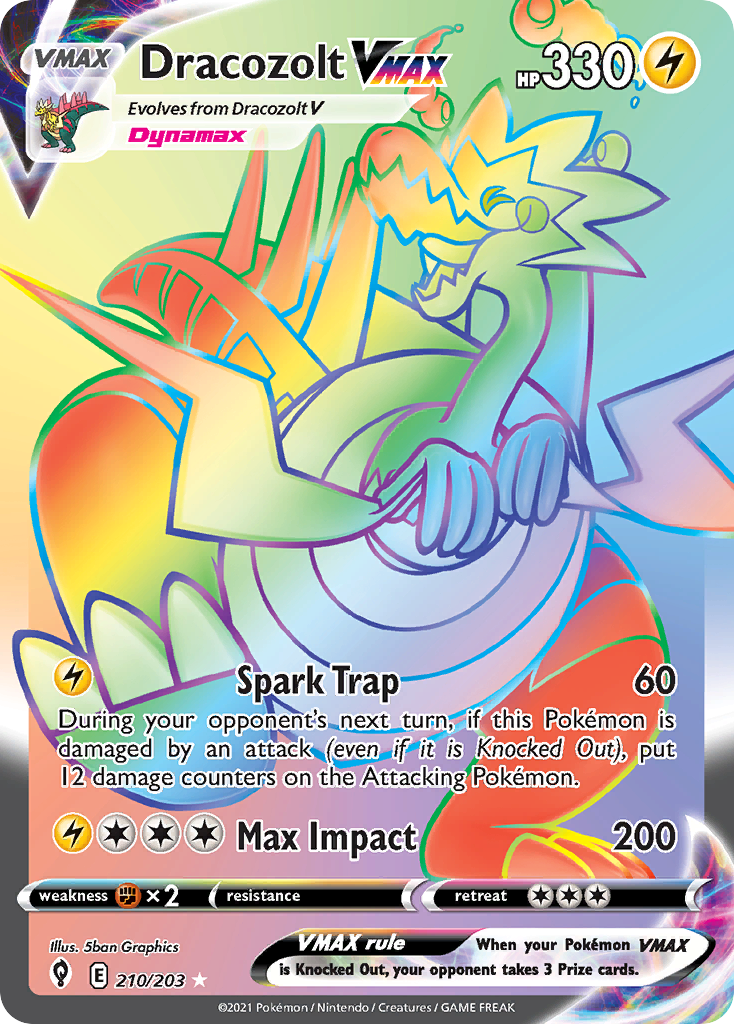 VMAX
Dracozolt VMAX
HP 330
Evolves from Dracozolt V
Dynamax
Spark Trap 60
During your opponent's next turn, if this Pokémon is
damaged by an attack (even if it is Knocked Out), put
12 damage counters on the Attacking Pokémon.
Max Impact 200
weakness ×2 resistance retreat
Illus. 5ban Graphics
VMAX rule When your Pokémon VMAX
is Knocked Out, your opponent takes 3 Prize cards.
E 210/203
©2021 Pokémon / Nintendo / Creatures / GAME FREAK